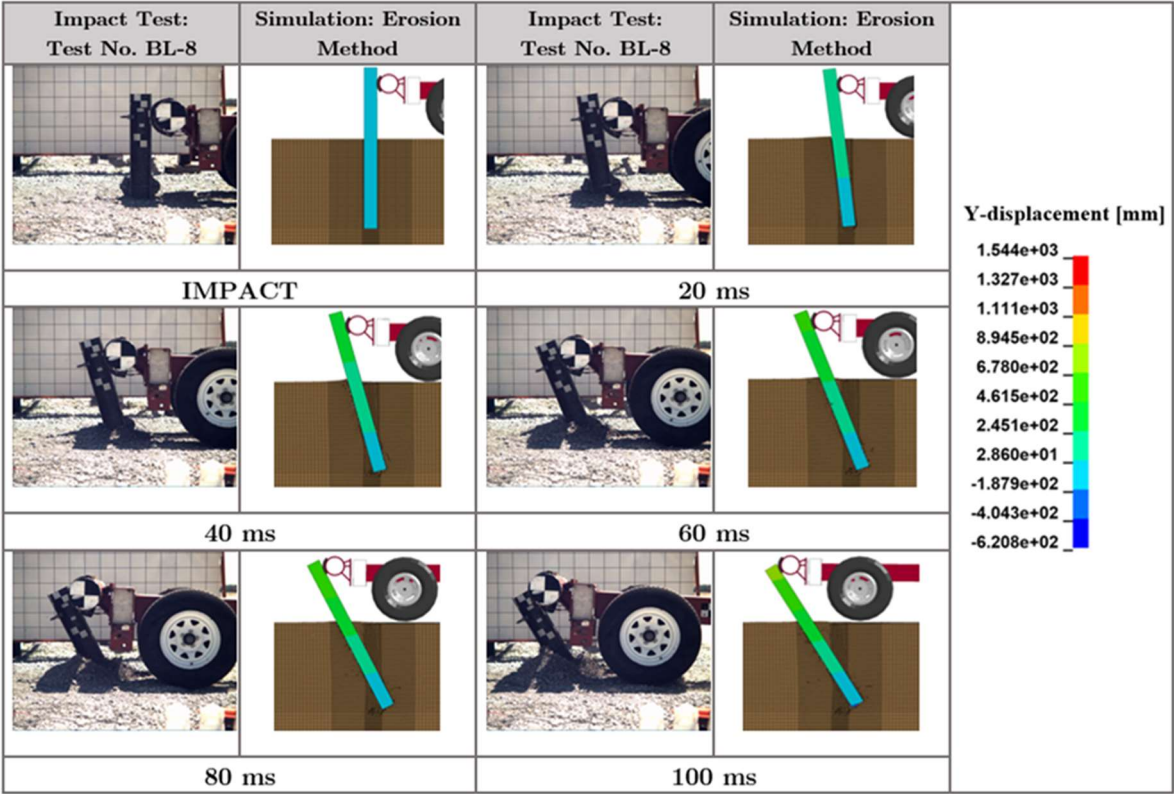 Impact Test:
Test No. BL-8
Simulation: Erosion
Method
Impact Test:
Test No. BL-8
Simulation: Erosion
Method
IMPACT
20 ms
40 ms
60 ms
80 ms
100 ms
Y-displacement [mm]
1.544e+03
1.327e+03
1.111e+03
8.945e+02
6.780e+02
4.615e+02
2.451e+02
2.860e+01
-1.879e+02
-4.043e+02
-6.208e+02